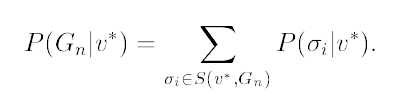 P(G_n|v^*) = \sum_{\sigma_i \in S(v^*, G_n)} P(\sigma_i|v^*).